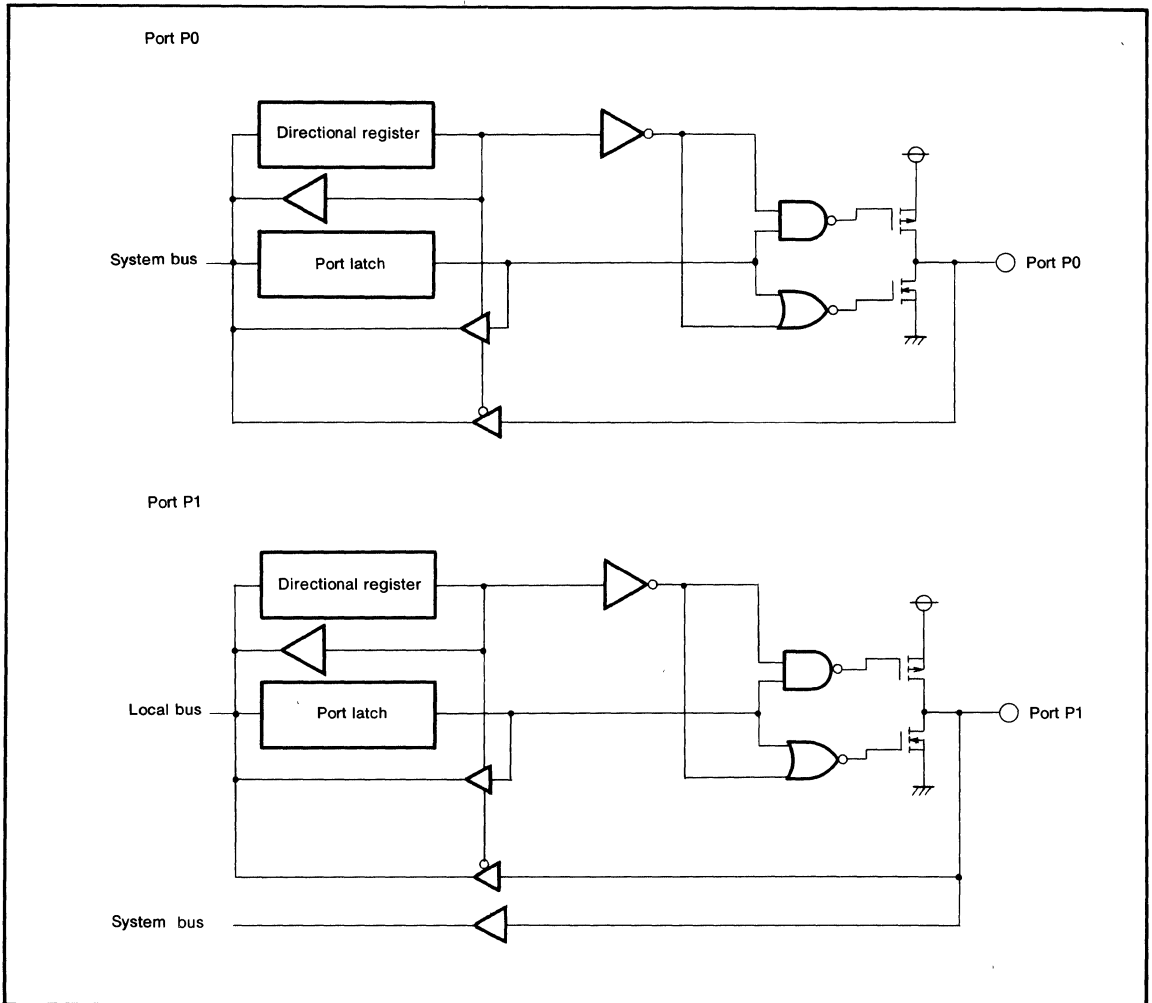 Port P0
Directional register
System bus
Port latch
Port P0
Port P1
Directional register
Local bus
Port latch
Port P1
System bus